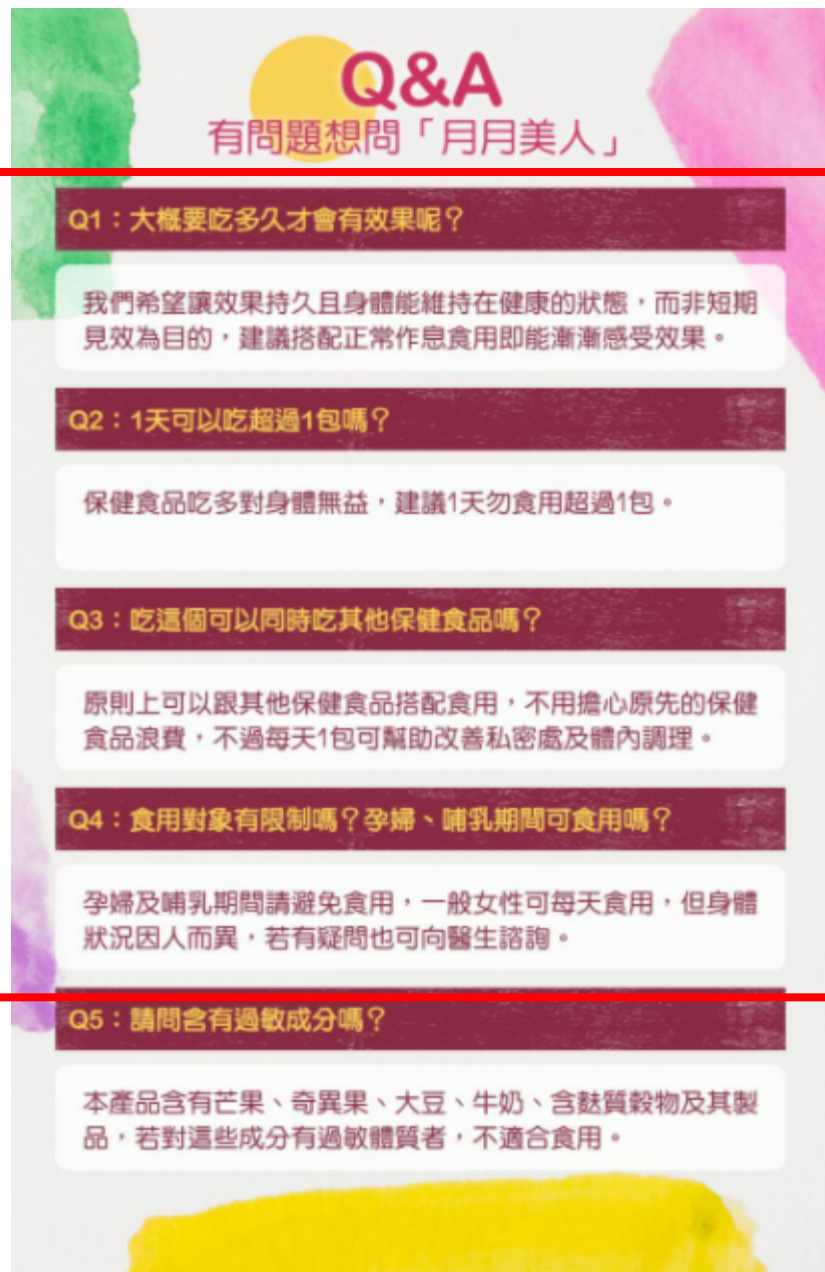 Q&A
有問題想問「月月美人」
Q1：大概要吃多久才會有效果呢？
我們希望讓效果持久且身體能維持在健康的狀態，而非短期
見效為目的，建議搭配正常作息食用即能漸漸感受效果。
Q2：1天可以吃超過1包嗎？
保健食品吃多對身體無益，建議1天勿食用超過1包。
Q3：吃這個可以同時吃其他保健食品嗎？
原則上可以跟其他保健食品搭配食用，不用擔心原先的保健
食品浪費，不過每天1包可幫助改善私密處及體內調理。
Q4：食用對象有限制嗎？孕婦、哺乳期間可食用嗎？
孕婦及哺乳期間請避免食用，一般女性可每天食用，但身體
狀況因人而異，若有疑問也可向醫生諮詢。
Q5：請問含有過敏成分嗎？
本產品含有芒果、奇異果、大豆、牛奶、含麩質穀物及其製
品，若對這些成分有過敏體質者，不適合食用。